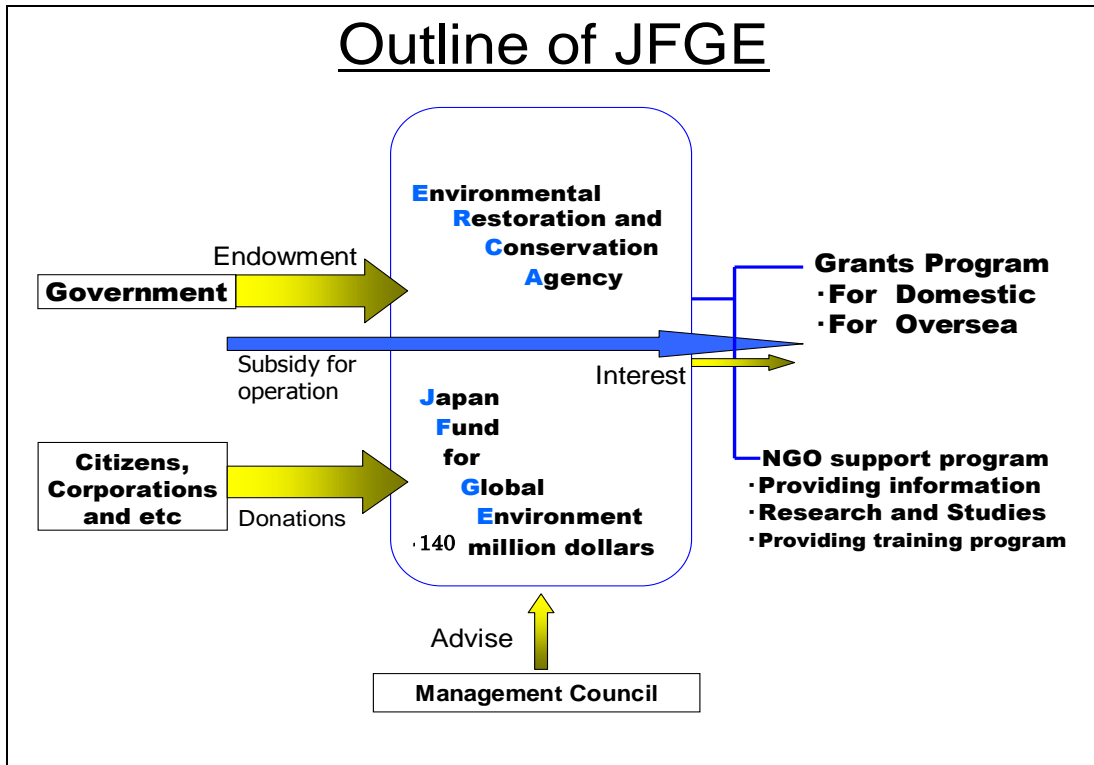 Outline of JFGE
Environmental
Restoration and
Conservation
Agency
Endowment
Government
Subsidy for
operation
Interest
Japan
Fund
for
Global
Environment
·140 million dollars
Citizens,
Corporations
and etc
Donations
Grants Program
·For Domestic
·For Oversea
NGO support program
·Providing information
·Research and Studies
·Providing training program
Advise
Management Council